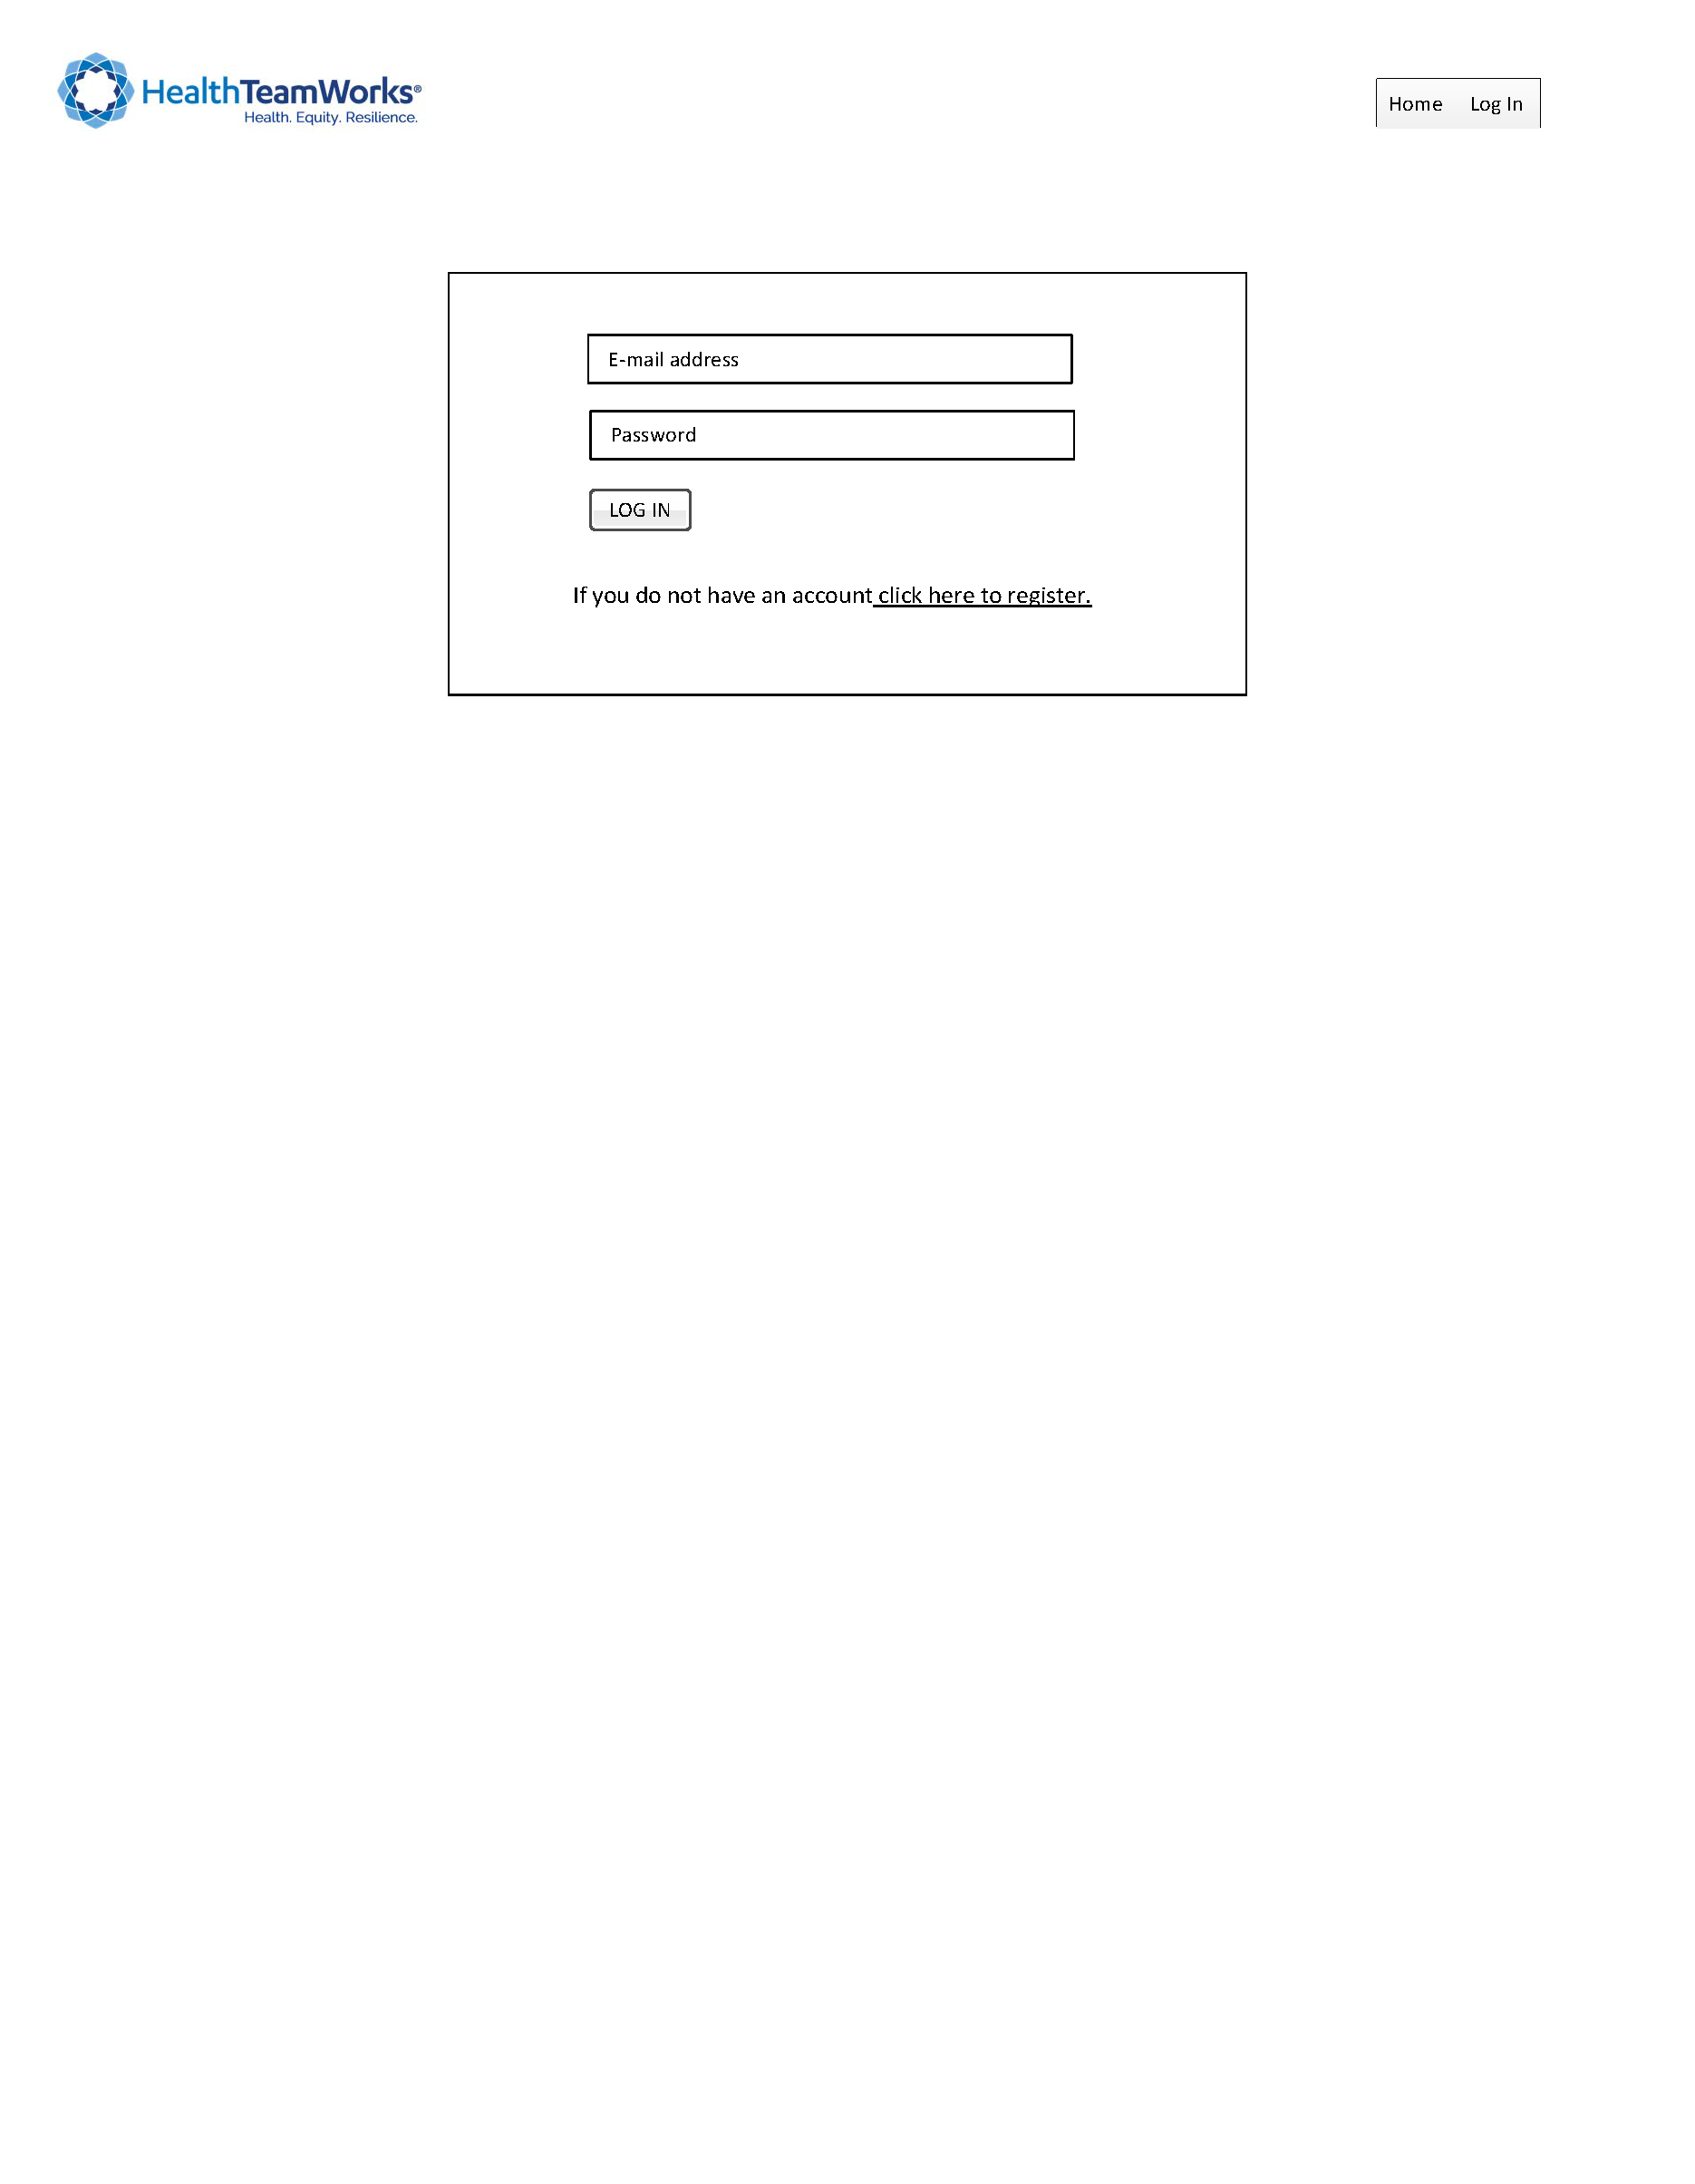 HealthTeamWorks®
Health. Equity. Resilience.
Home Log In
E-mail address
Password
LOG IN
If you do not have an account click here to register.